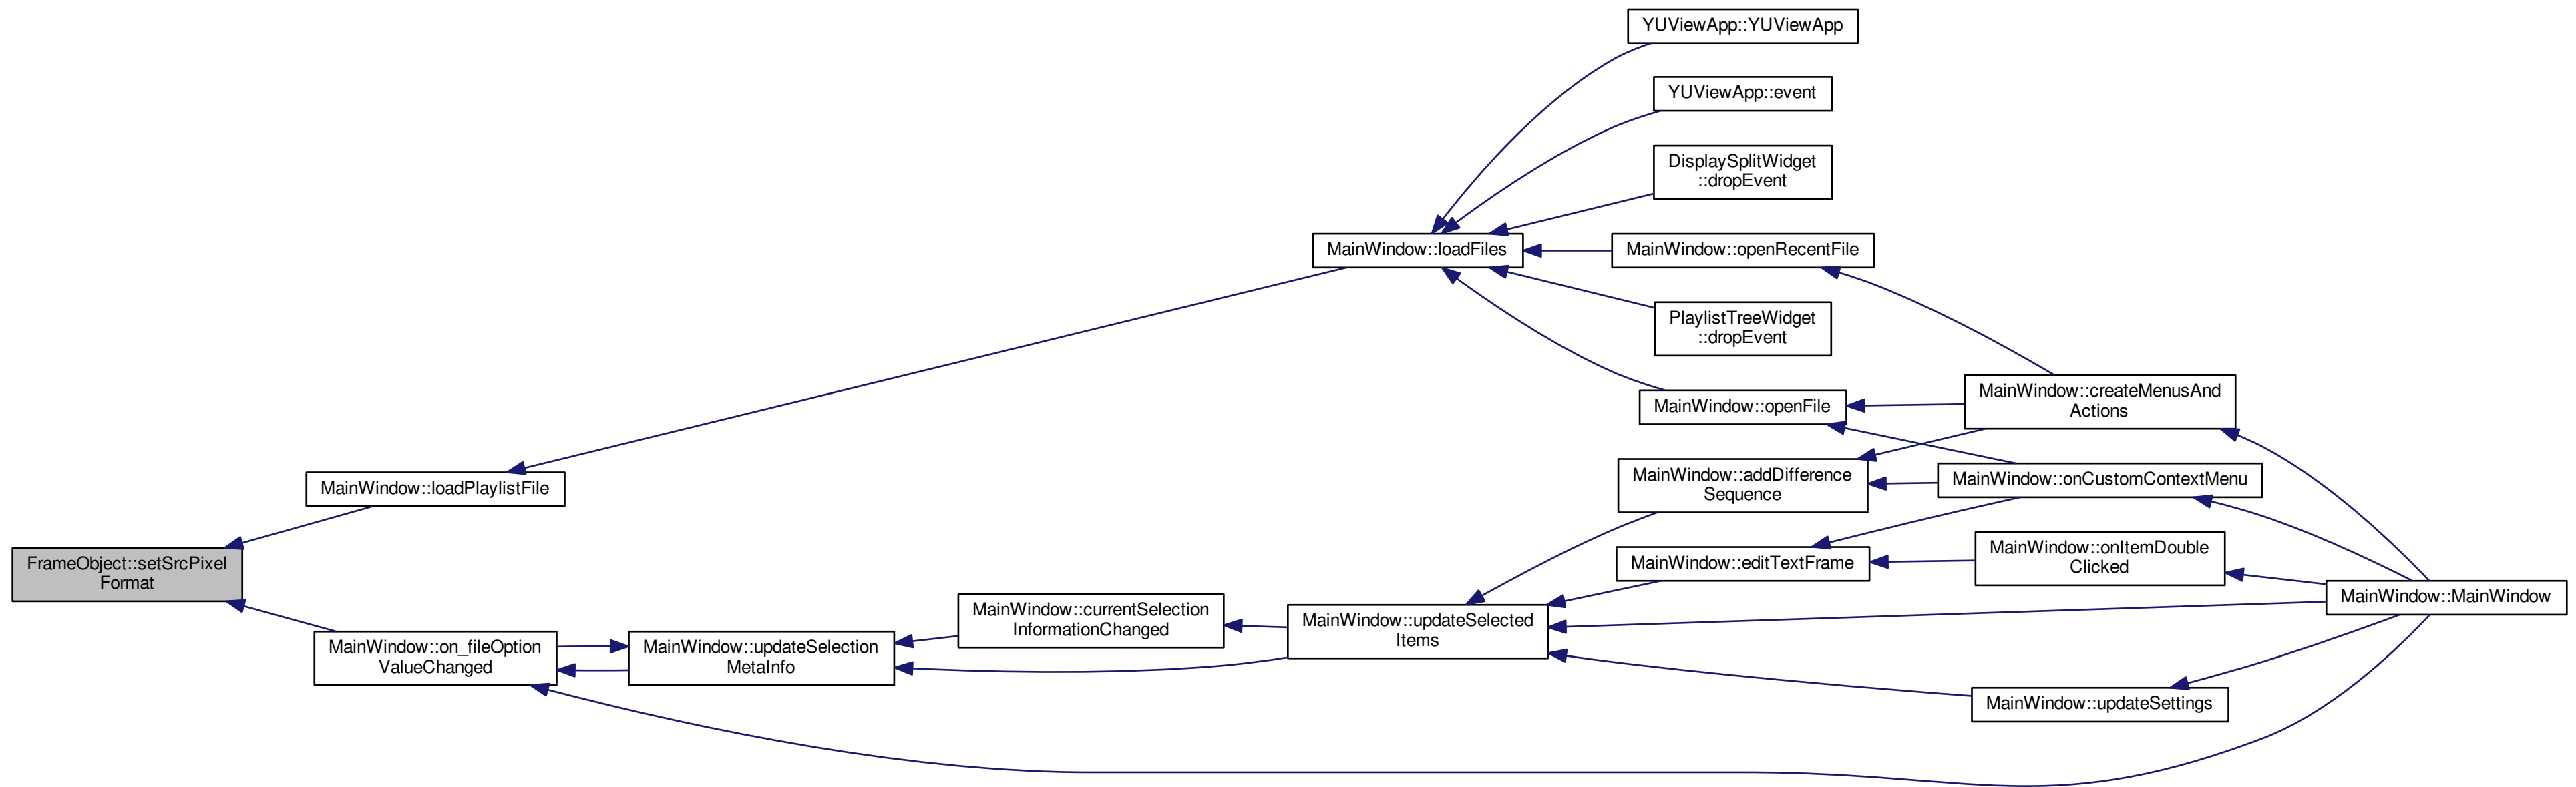 YUViewApp::YUViewApp
YUViewApp::event
DisplaySplitWidget
::dropEvent
MainWindow::loadFiles
MainWindow::openRecentFile
PlaylistTreeWidget
::dropEvent
MainWindow::openFile
MainWindow::createMenusAnd
Actions
MainWindow::loadPlaylistFile
MainWindow::addDifference
Sequence
MainWindow::onCustomContextMenu
FrameObject::setSrcPixel
Format
MainWindow::editTextFrame
MainWindow::onItemDouble
Clicked
MainWindow::MainWindow
MainWindow::currentSelection
InformationChanged
MainWindow::updateSelected
Items
MainWindow::on_fileOption
ValueChanged
MainWindow::updateSelection
MetaInfo
MainWindow::updateSettings